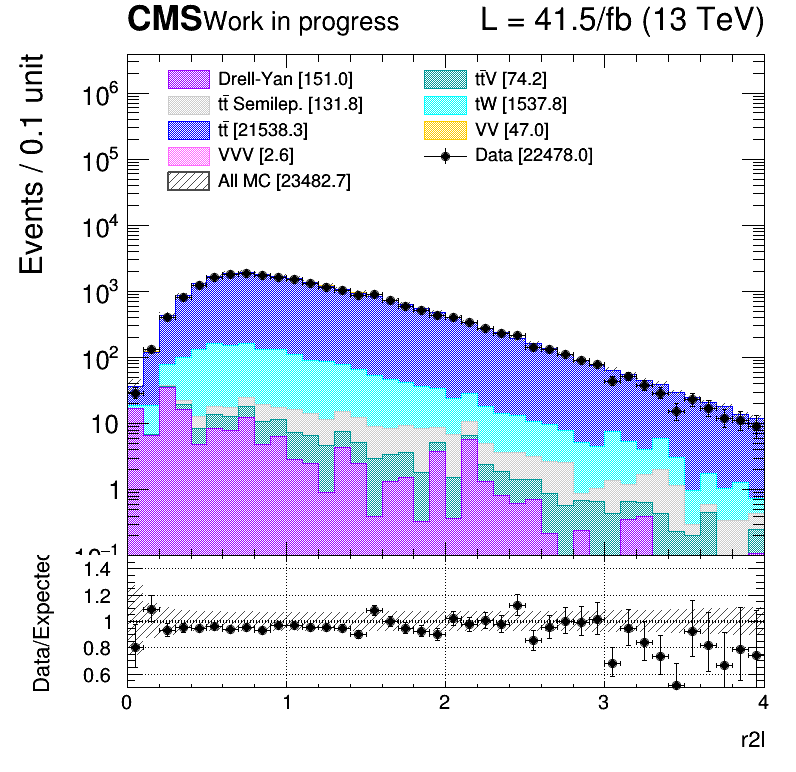 CMS Work in progress L = 41.5/fb (13 TeV)
Events / 0.1 unit
Drell-Yan [151.0]
tt̄ Semilep. [131.8]
tt̄ [21538.3]
VVV [2.6]
All MC [23482.7]
tt̄V [74.2]
tW [1537.8]
VV [47.0]
Data [22478.0]
10⁶
10⁵
10⁴
10³
10²
10
1
10⁻¹
Data/Expected
1.4
1.2
1
0.8
0.6
0 1 2 3 4
r2l